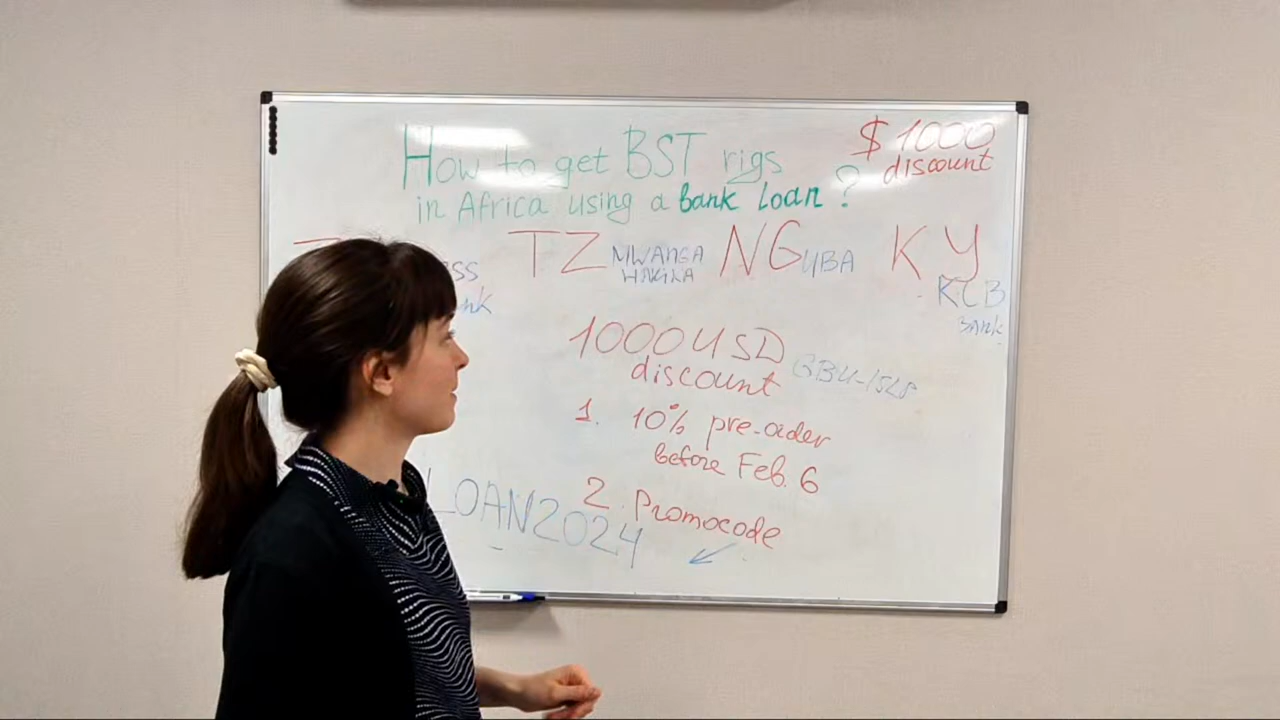 How to get BST rigs
in Africa using a bank loan?
$1000
discount
TZ MWANGA
HAKIKA
NG UBA
KY
KCB
BANK
1000 USD
discount
1. 10% pre-order
before Feb. 6
2. Promocode
LOAN2024